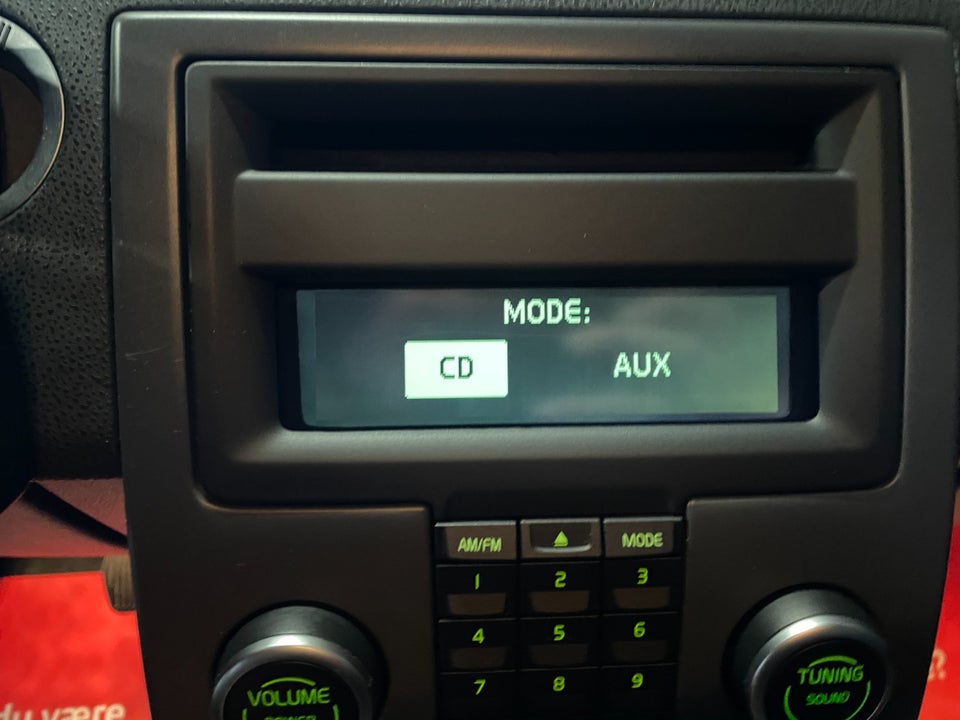 MODE:
CD AUX
AM/FM MODE
1 2 3
4 5 6
7 8 9
VOLUME
POWER
TUNING
SOUND
du være